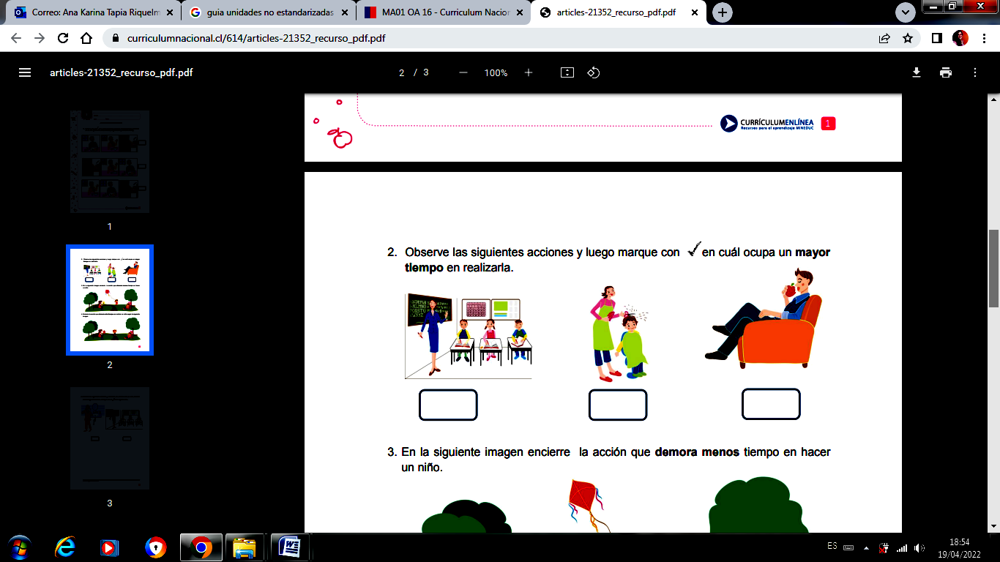 Correo: Ana Karina Tapia Riquelm
guia unidades no estandarizadas
MA01 OA 16 - Curriculum Nacion
articles-21352_recurso_pdf.pdf
curriculumnacional.cl/614/articles-21352_recurso_pdf.pdf
articles-21352_recurso_pdf.pdf
2 / 3
100%
CURRÍCULUMENLÍNEA
Recursos para el aprendizaje MINEDUC
1
1
2
3
2. Observe las siguientes acciones y luego marque con ✓ en cuál ocupa un mayor
tiempo en realizarla.
3. En la siguiente imagen encierre la acción que demora menos tiempo en hacer
un niño.
ES
18:54
19/04/2022